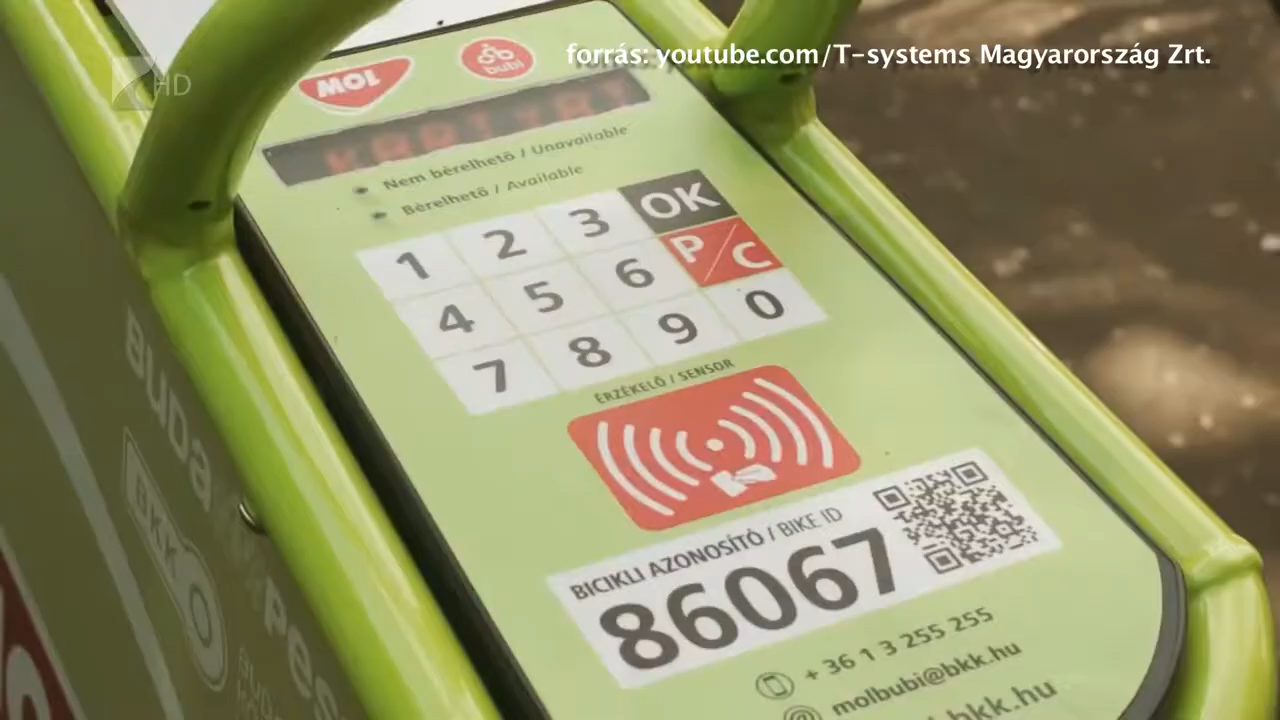 forrás: youtube.com/T-systems Magyarország Zrt.
HD
MOL
bubi
Nem bérelhető / Unavailable
Bérelhető / Available
1 2 3 OK
4 5 6 P/C
7 8 9 0
ÉRZÉKELŐ / SENSOR
BICIKLI AZONOSÍTÓ / BIKE ID
86067
+ 36 1 3 255 255
molbubi@bkk.hu
bkk.hu
BUDA
BKK